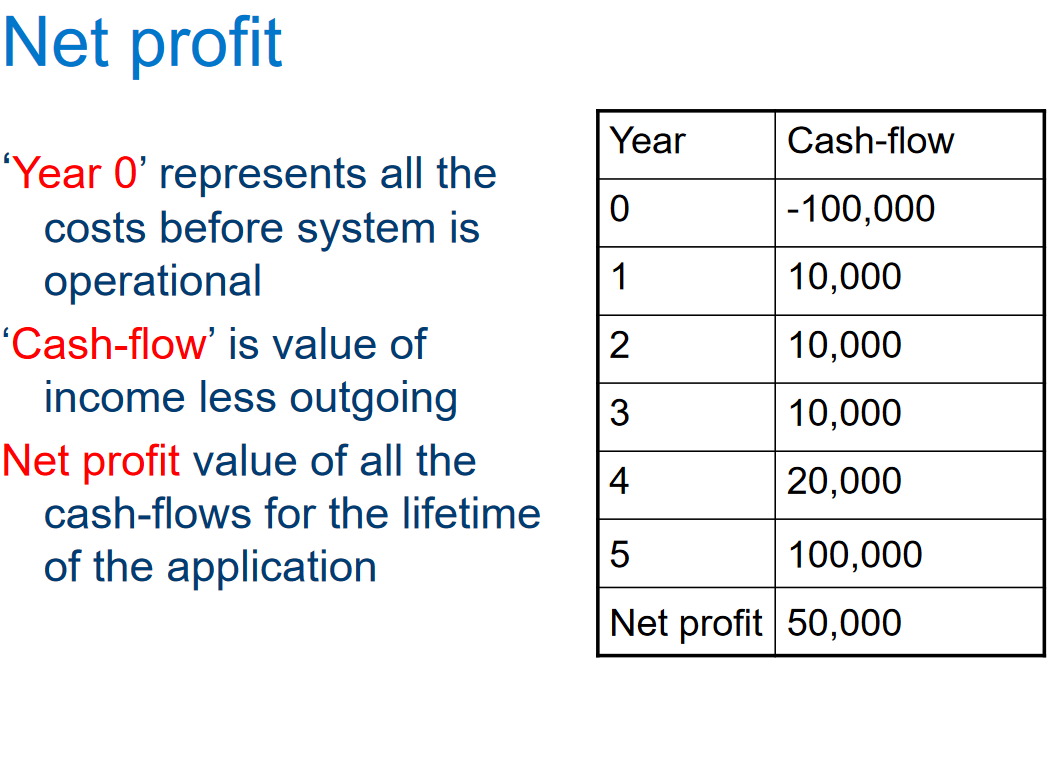 Net profit
‘Year 0’ represents all the
costs before system is
operational
‘Cash-flow’ is value of
income less outgoing
Net profit value of all the
cash-flows for the lifetime
of the application
Year Cash-flow
0 -100,000
1 10,000
2 10,000
3 10,000
4 20,000
5 100,000
Net profit 50,000